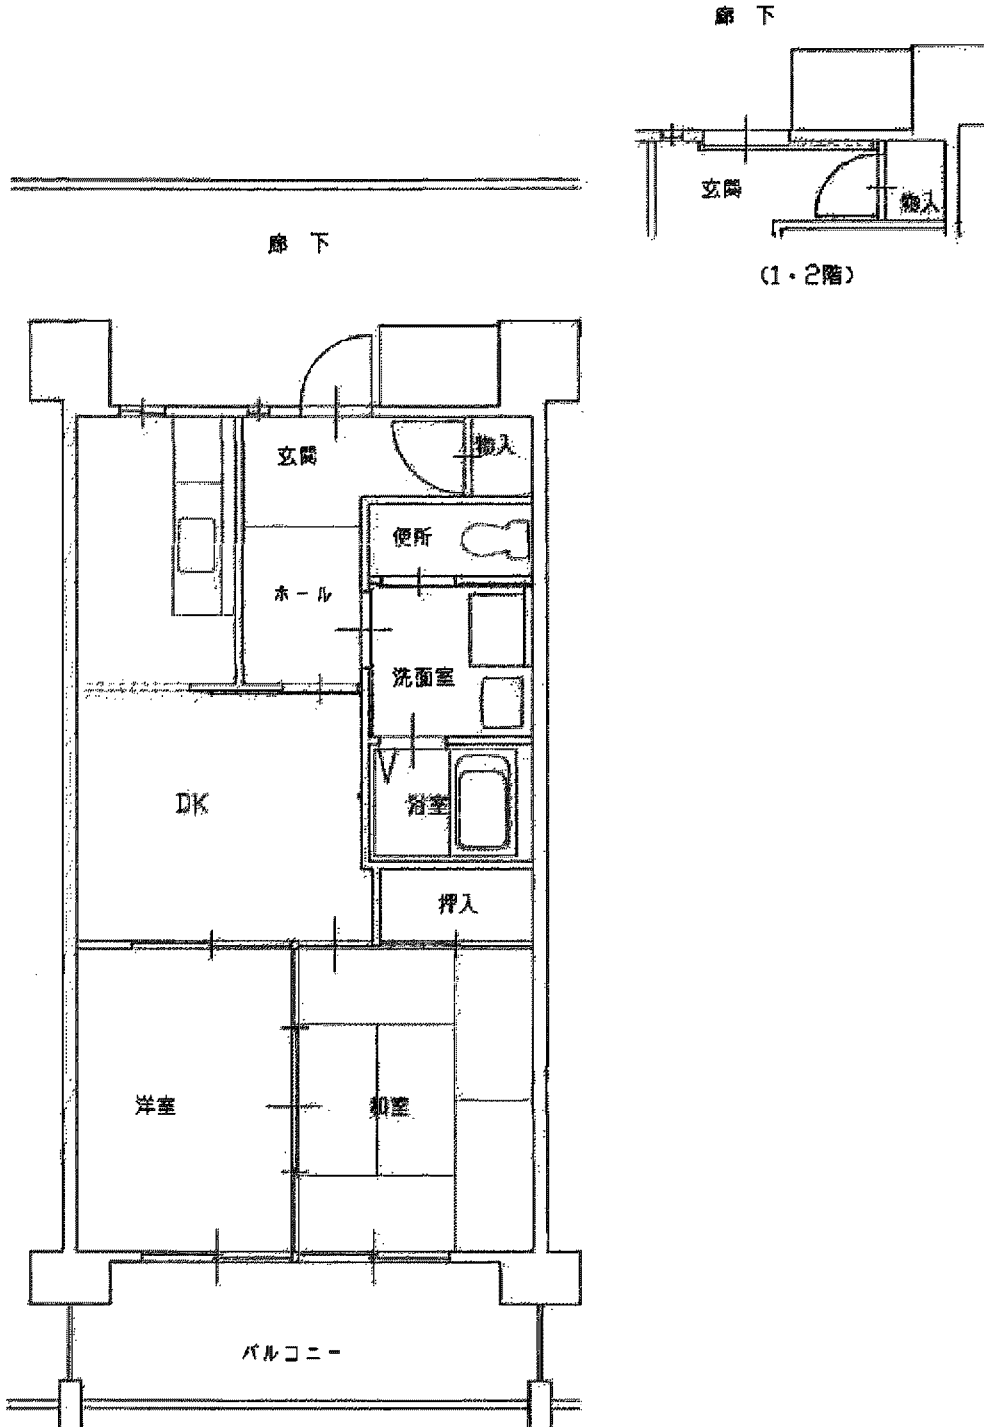 廊 下
玄関
物入
(1・2階)
廊 下
玄関
物入
便所
ホール
洗面室
DK
浴室
押入
洋室
和室
バルコニー